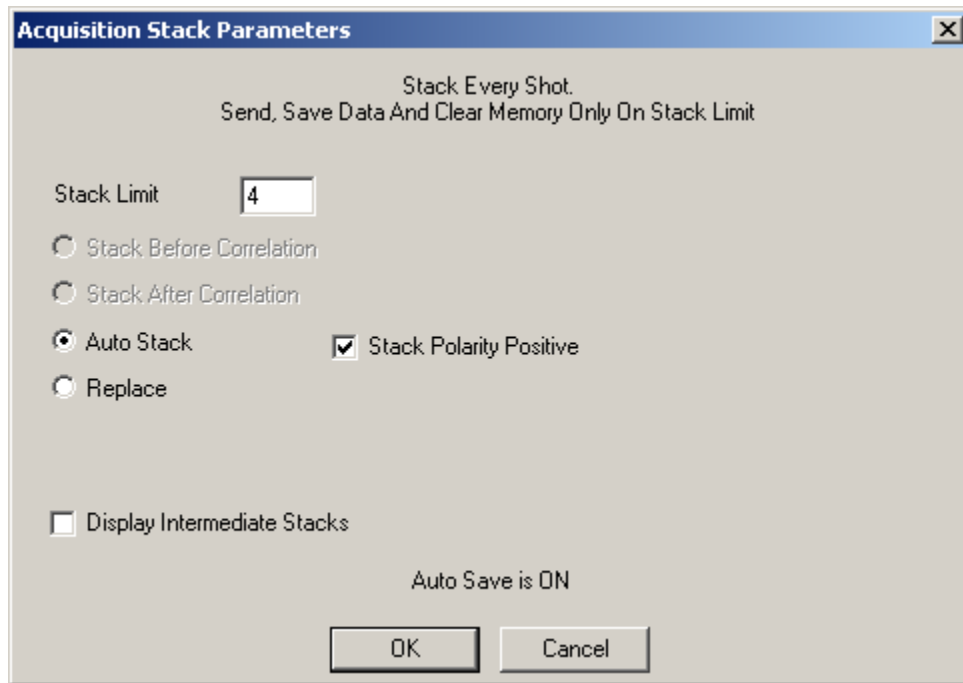 Acquisition Stack Parameters
Stack Every Shot.
Send, Save Data And Clear Memory Only On Stack Limit
Stack Limit 4
Stack Before Correlation
Stack After Correlation
Auto Stack Stack Polarity Positive
Replace
Display Intermediate Stacks
Auto Save is ON
OK Cancel